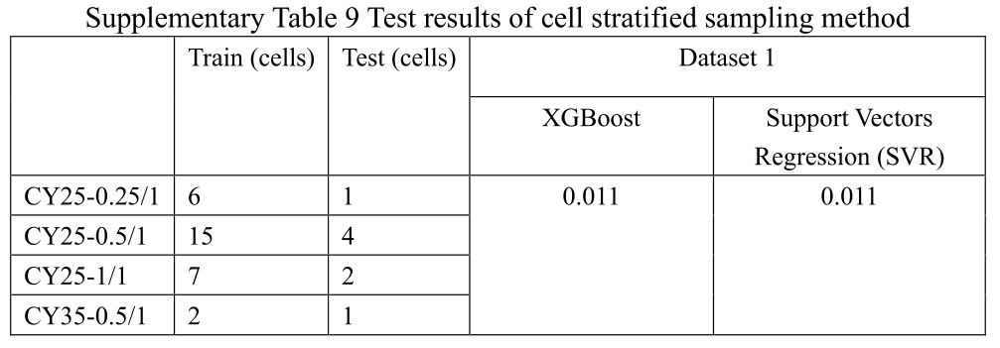 Supplementary Table 9 Test results of cell stratified sampling method
Train (cells) Test (cells) Dataset 1
XGBoost Support Vectors
Regression (SVR)
CY25-0.25/1 6 1 0.011 0.011
CY25-0.5/1 15 4
CY25-1/1 7 2
CY35-0.5/1 2 1